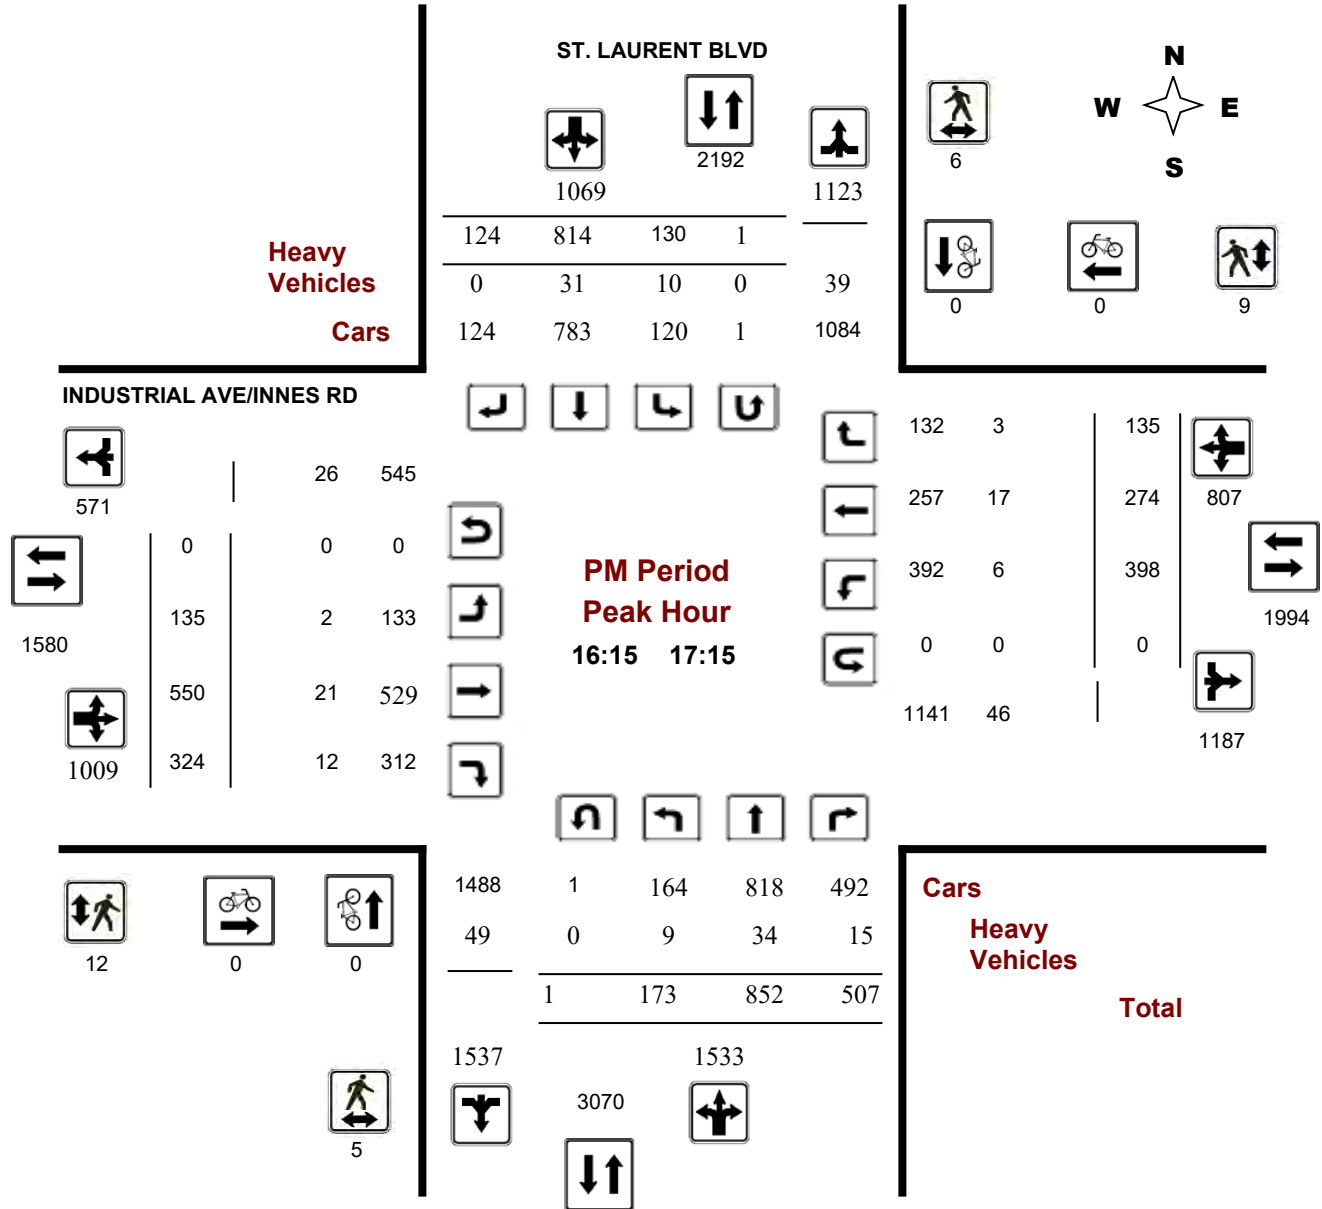 ST. LAURENT BLVD
N
W E
S
2192
6
1069 1123
124 814 130 1
Heavy
Vehicles 0 31 10 0 39
0 0 9
Cars 124 783 120 1 1084
INDUSTRIAL AVE/INNES RD
132 3 135
26 545
571
257 17 274 807
0 0 0
PM Period
392 6 398
Peak Hour
135 2 133
1994
1580
16:15 17:15
0 0 0
550 21 529
1141 46
1187
1009 324 12 312
1488 1 164 818 492
Cars
49 0 9 34 15
Heavy
Vehicles
12 0 0
1 173 852 507
Total
1537 1533
3070
5